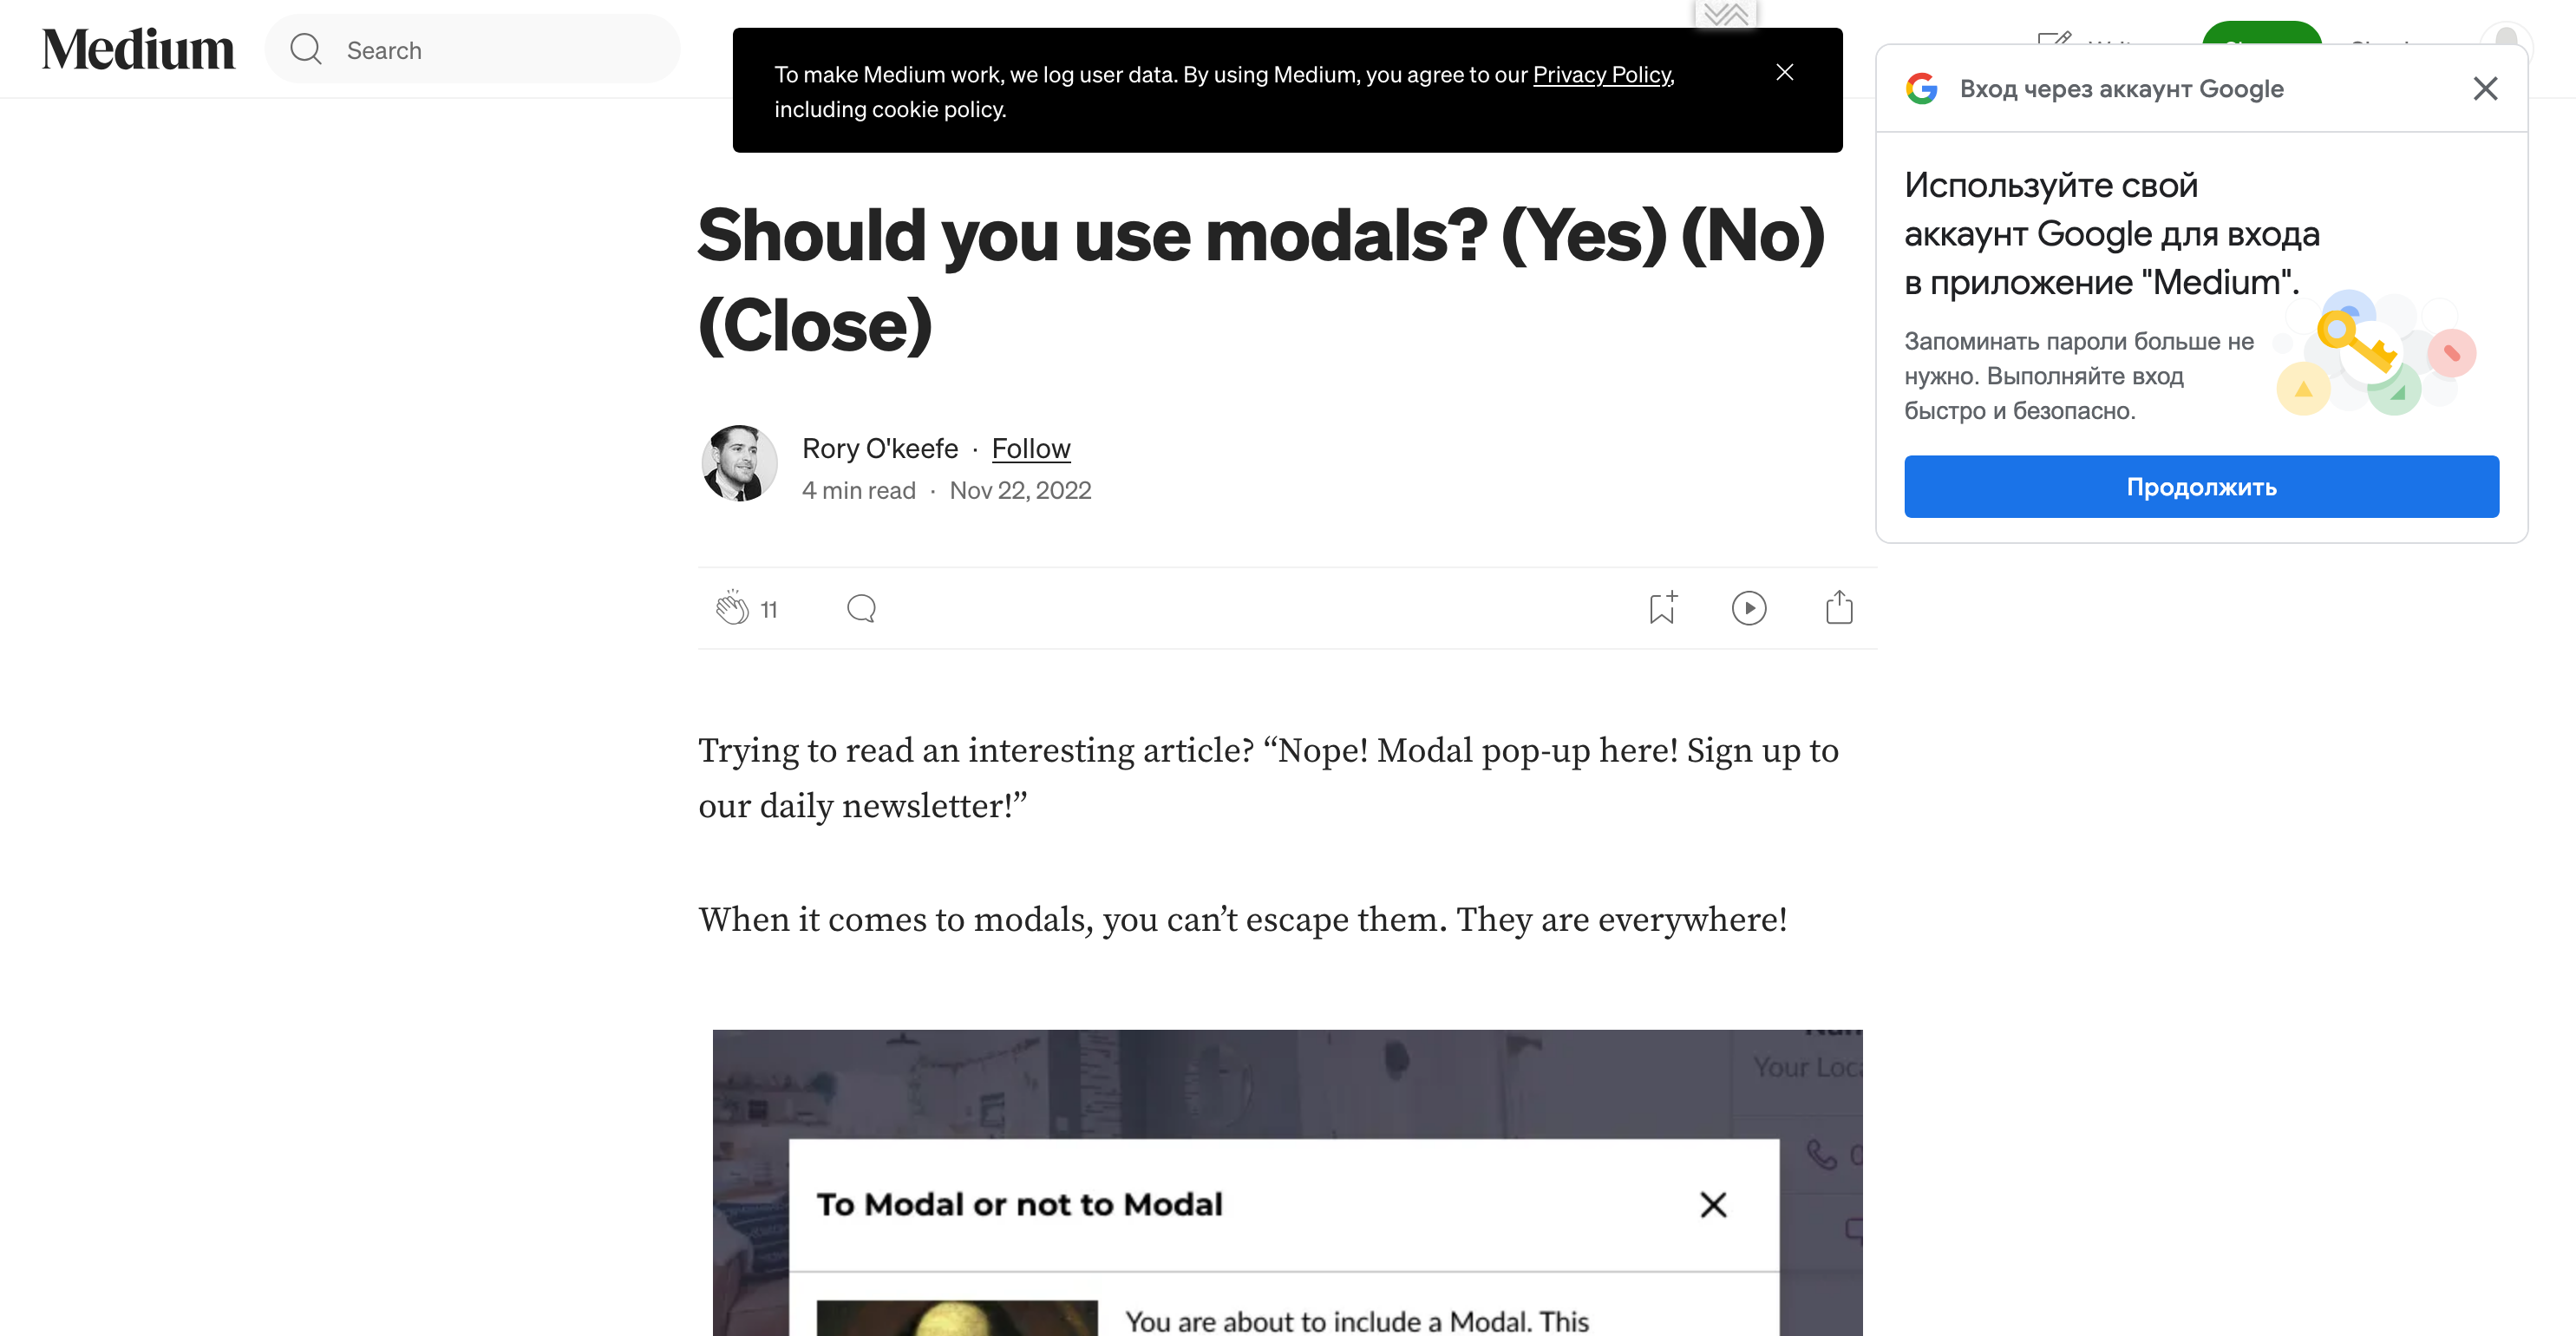 Medium
Search
To make Medium work, we log user data. By using Medium, you agree to our Privacy Policy,
including cookie policy.
Вход через аккаунт Google
Используйте свой
аккаунт Google для входа
в приложение "Medium".
Запоминать пароли больше не
нужно. Выполняйте вход
быстро и безопасно.
Продолжить
Should you use modals? (Yes) (No)
(Close)
Rory O'keefe · Follow
4 min read · Nov 22, 2022
11
Trying to read an interesting article? “Nope! Modal pop-up here! Sign up to
our daily newsletter!”
When it comes to modals, you can’t escape them. They are everywhere!
Your
To Modal or not to Modal
You are about to include a Modal. This